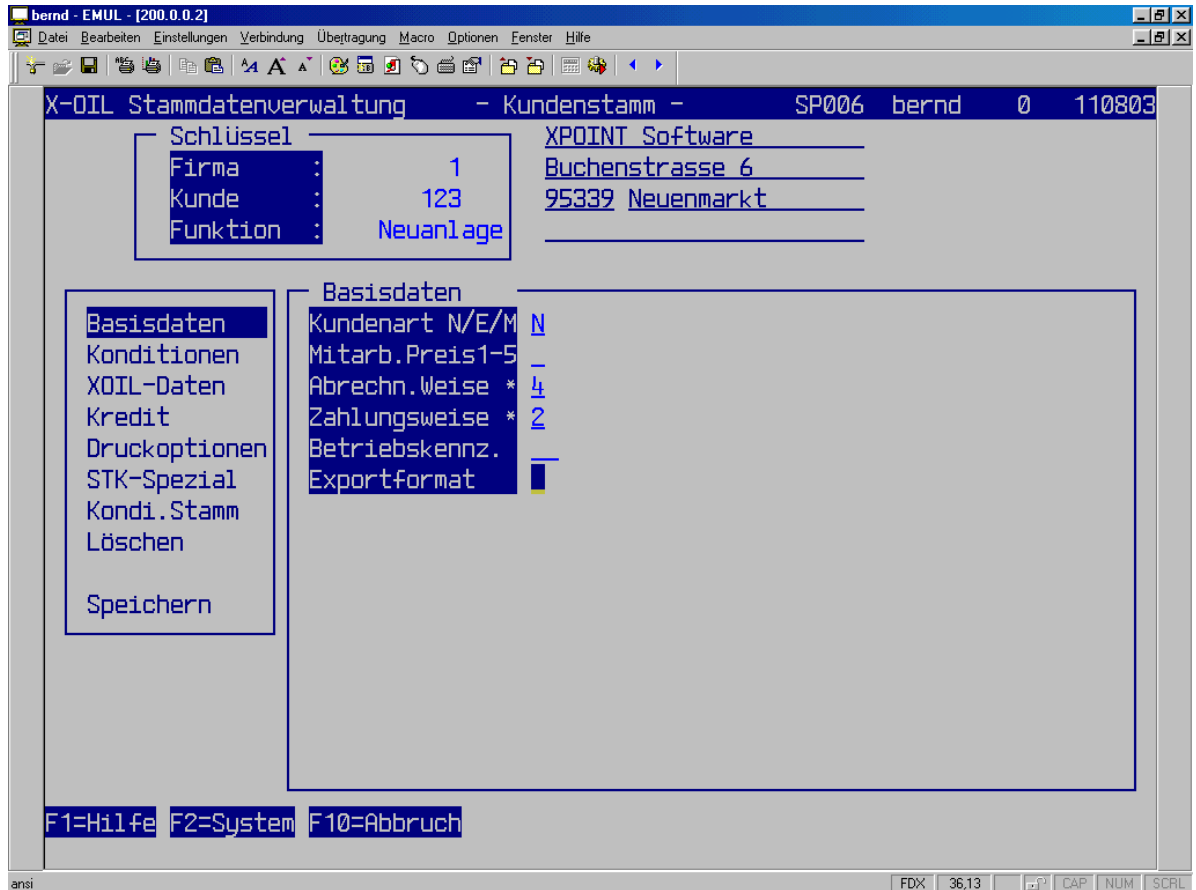 bernd - EMUL - [200.0.0.2]
Datei Bearbeiten Einstellungen Verbindung Übertragung Macro Optionen Fenster Hilfe
X-OIL Stammdatenverwaltung - Kundenstamm - SP006 bernd 0 110803
Schlüssel
Firma : 1
Kunde : 123
Funktion : Neuanlage
XPOINT Software
Buchenstrasse 6
95339 Neuenmarkt
Basisdaten
Konditionen
XOIL-Daten
Kredit
Druckoptionen
STK-Spezial
Kondi.Stamm
Löschen
Speichern
Basisdaten
Kundenart N/E/M N
Mitarb.Preis1-5 _
Abrechn.Weise * 4
Zahlungsweise * 2
Betriebskennz. __
Exportformat
F1=Hilfe F2=System F10=Abbruch
ansi FDX 36,13 CAP NUM SCRL